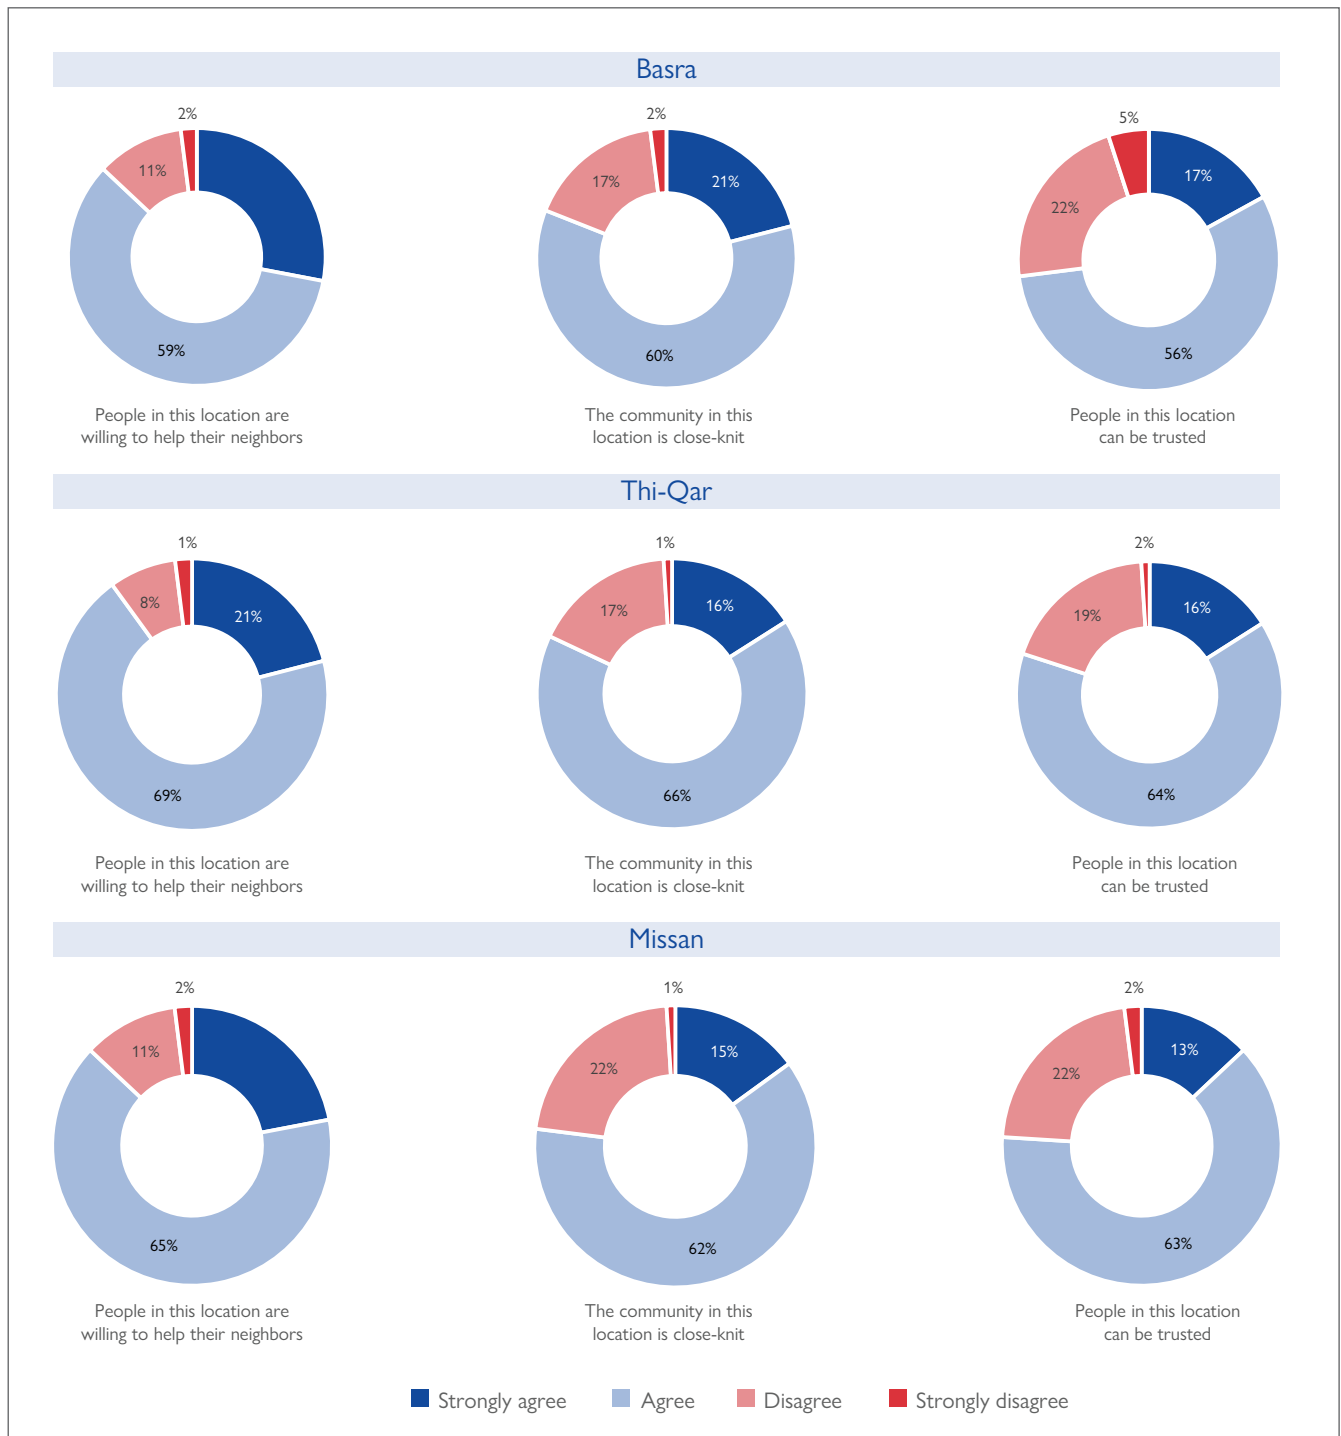 Basra
2%
11%
59%
People in this location are
willing to help their neighbors
2%
17%
21%
60%
The community in this
location is close-knit
5%
17%
22%
56%
People in this location
can be trusted
Thi-Qar
1%
8%
21%
69%
People in this location are
willing to help their neighbors
1%
17%
16%
66%
The community in this
location is close-knit
2%
19%
16%
64%
People in this location
can be trusted
Missan
2%
11%
65%
People in this location are
willing to help their neighbors
1%
22%
15%
62%
The community in this
location is close-knit
2%
22%
13%
63%
People in this location
can be trusted
Strongly agree
Agree
Disagree
Strongly disagree